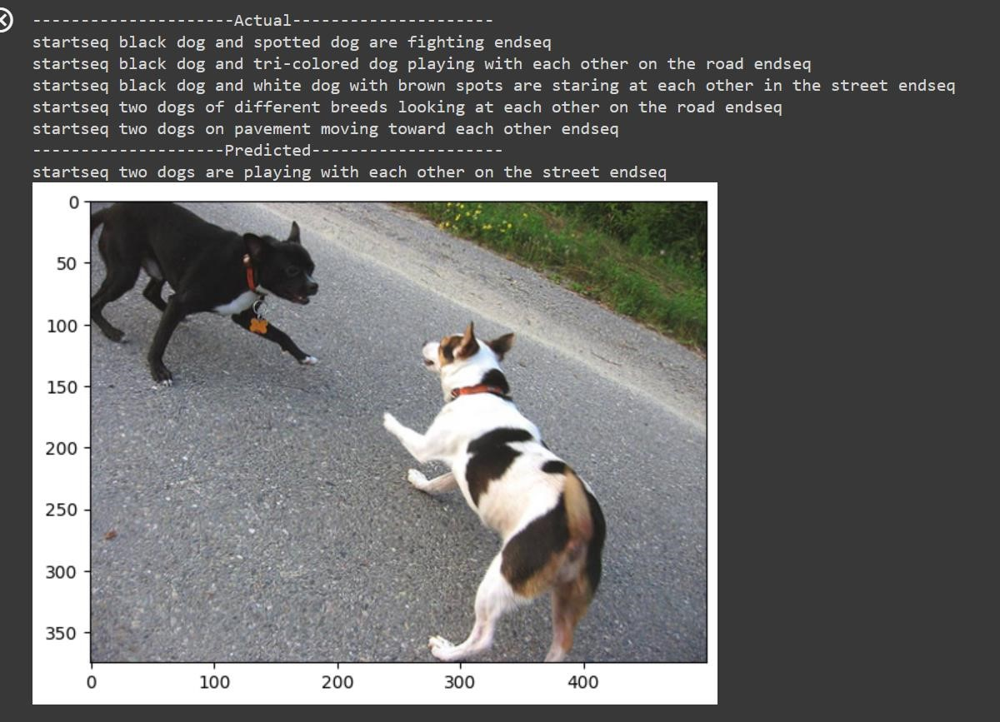 ---------------------Actual---------------------
startseq black dog and spotted dog are fighting endseq
startseq black dog and tri-colored dog playing with each other on the road endseq
startseq black dog and white dog with brown spots are staring at each other in the street endseq
startseq two dogs of different breeds looking at each other on the road endseq
startseq two dogs on pavement moving toward each other endseq
--------------------Predicted--------------------
startseq two dogs are playing with each other on the street endseq
0
50
100
150
200
250
300
350
0 100 200 300 400